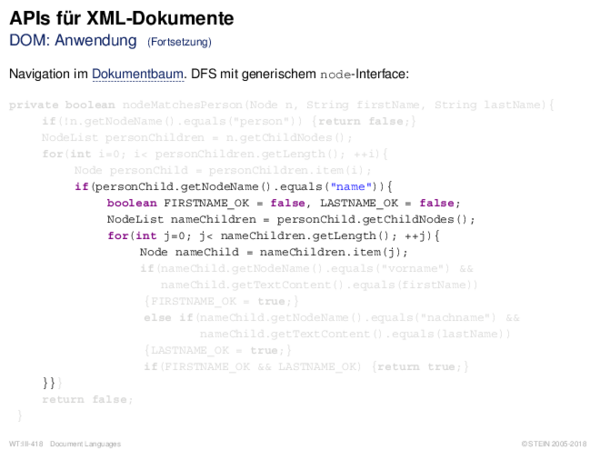 APIs für XML-Dokumente
DOM: Anwendung (Fortsetzung)
Navigation im Dokumentbaum. DFS mit generischem node-Interface:
private boolean nodeMatchesPerson(Node n, String firstName, String lastName){
if(!n.getNodeName().equals("person")) {return false;}
NodeList personChildren = n.getChildNodes();
for(int i=0; i< personChildren.getLength(); ++i){
Node personChild = personChildren.item(i);
if(personChild.getNodeName().equals("name")){
boolean FIRSTNAME_OK = false, LASTNAME_OK = false;
NodeList nameChildren = personChild.getChildNodes();
for(int j=0; j< nameChildren.getLength(); ++j){
Node nameChild = nameChildren.item(j);
if(nameChild.getNodeName().equals("vorname") &&
nameChild.getTextContent().equals(firstName))
{FIRSTNAME_OK = true;}
else if(nameChild.getNodeName().equals("nachname") &&
nameChild.getTextContent().equals(lastName))
{LASTNAME_OK = true;}
if(FIRSTNAME_OK && LASTNAME_OK) {return true;}
}}}
return false;
}
WT:III-418 Document Languages © STEIN 2005-2018